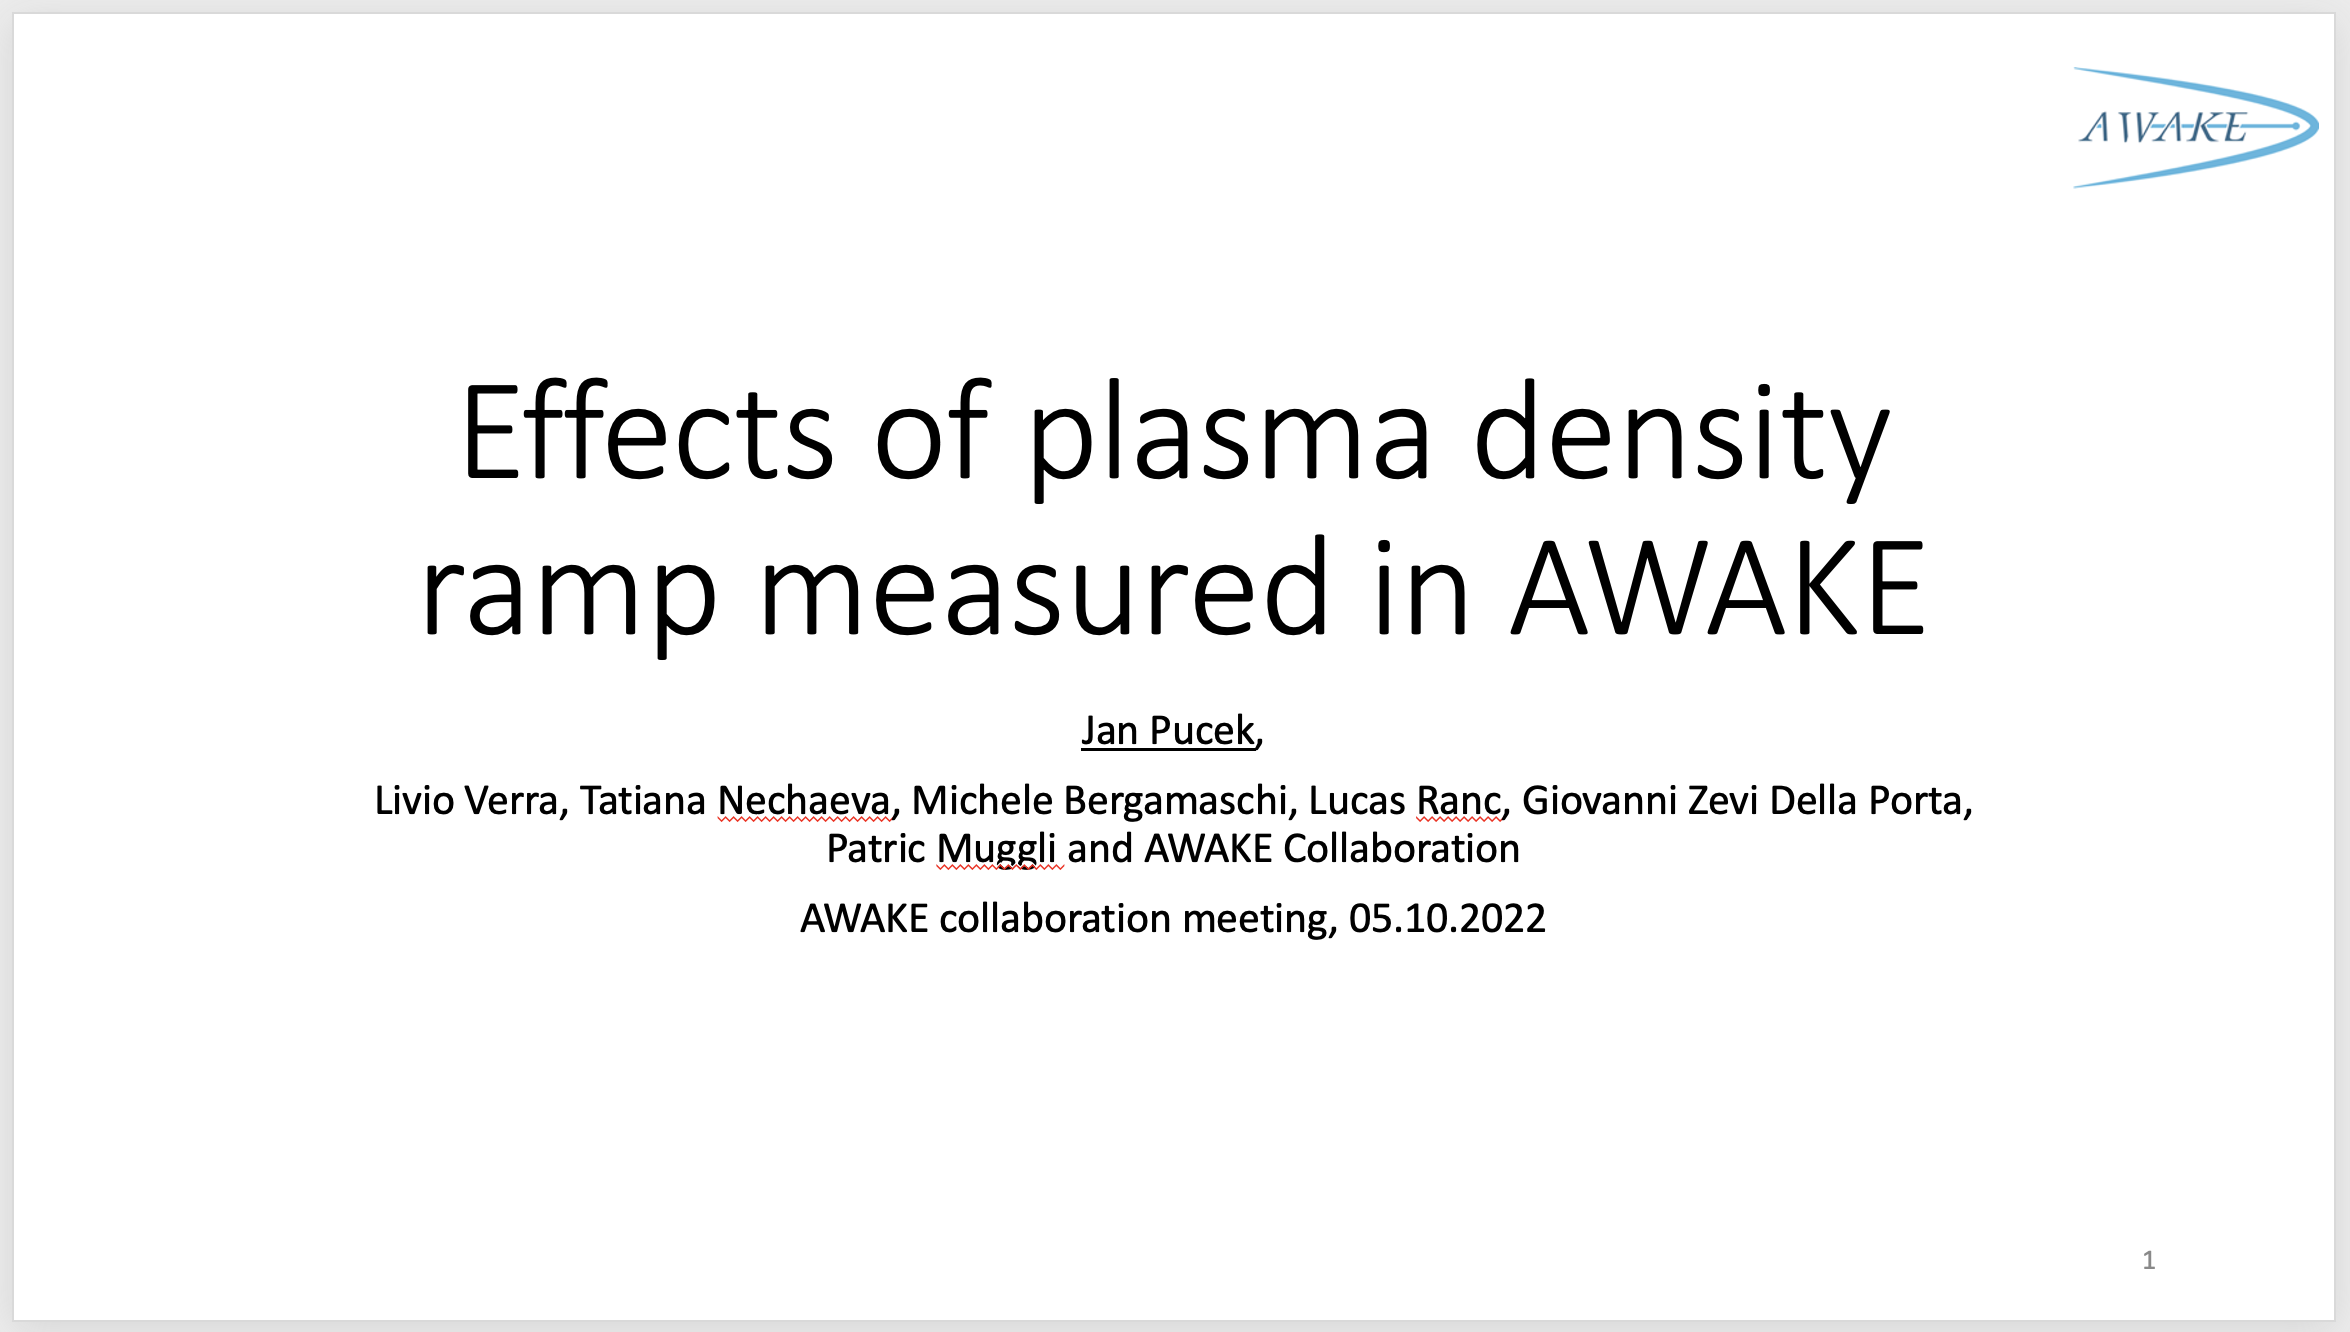 AWAKE
Effects of plasma density
ramp measured in AWAKE
Jan Pucek,
Livio Verra, Tatiana Nechaeva, Michele Bergamaschi, Lucas Ranc, Giovanni Zevi Della Porta,
Patric Muggli and AWAKE Collaboration
AWAKE collaboration meeting, 05.10.2022
1